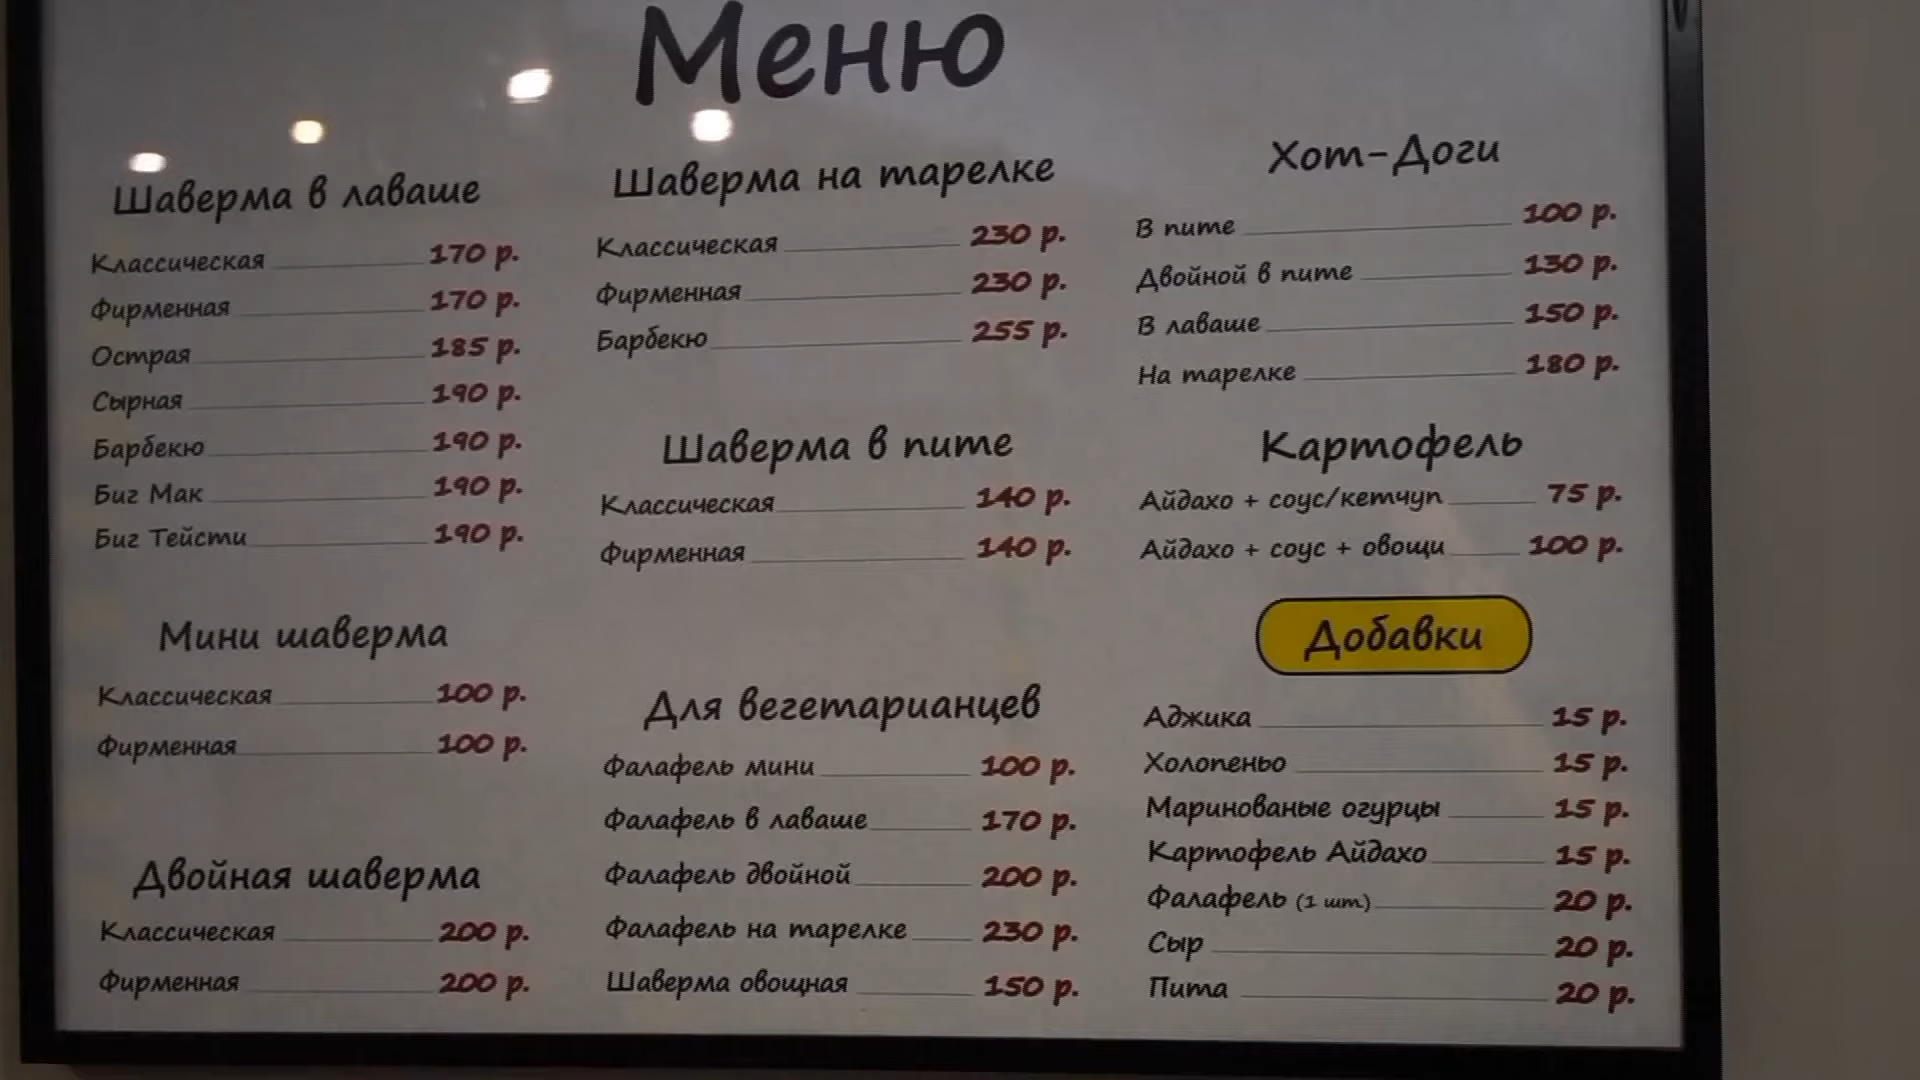 Меню
Шаверма в лаваше
Классическая 170 р.
Фирменная 170 р.
Острая 185 р.
Сырная 190 р.
Барбекю 190 р.
Биг Мак 190 р.
Биг Тейсти 190 р.
Мини шаверма
Классическая 100 р.
Фирменная 100 р.
Двойная шаверма
Классическая 200 р.
Фирменная 200 р.
Шаверма на тарелке
Классическая 230 р.
Фирменная 230 р.
Барбекю 255 р.
Шаверма в пите
Классическая 140 р.
Фирменная 140 р.
Для вегетарианцев
Фалафель мини 100 р.
Фалафель в лаваше 170 р.
Фалафель двойной 200 р.
Фалафель на тарелке 230 р.
Шаверма овощная 150 р.
Хот-Доги
В пите 100 р.
Двойной в пите 130 р.
В лаваше 150 р.
На тарелке 180 р.
Картофель
Айдахо + соус/кетчуп 75 р.
Айдахо + соус + овощи 100 р.
Добавки
Аджика 15 р.
Холопеньо 15 р.
Маринованые огурцы 15 р.
Картофель Айдахо 15 р.
Фалафель (1 шт.) 20 р.
Сыр 20 р.
Пита 20 р.